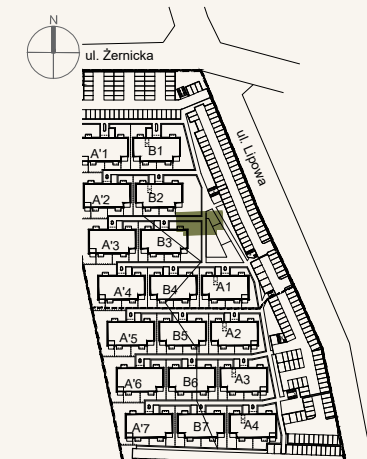 N
ul. Żernicka
ul. Lipowa
A'1 B1
A'2 B2
A'3 B3
A'4 B4 A1
A'5 B5 A2
A'6 B6 A3
A'7 B7 A4